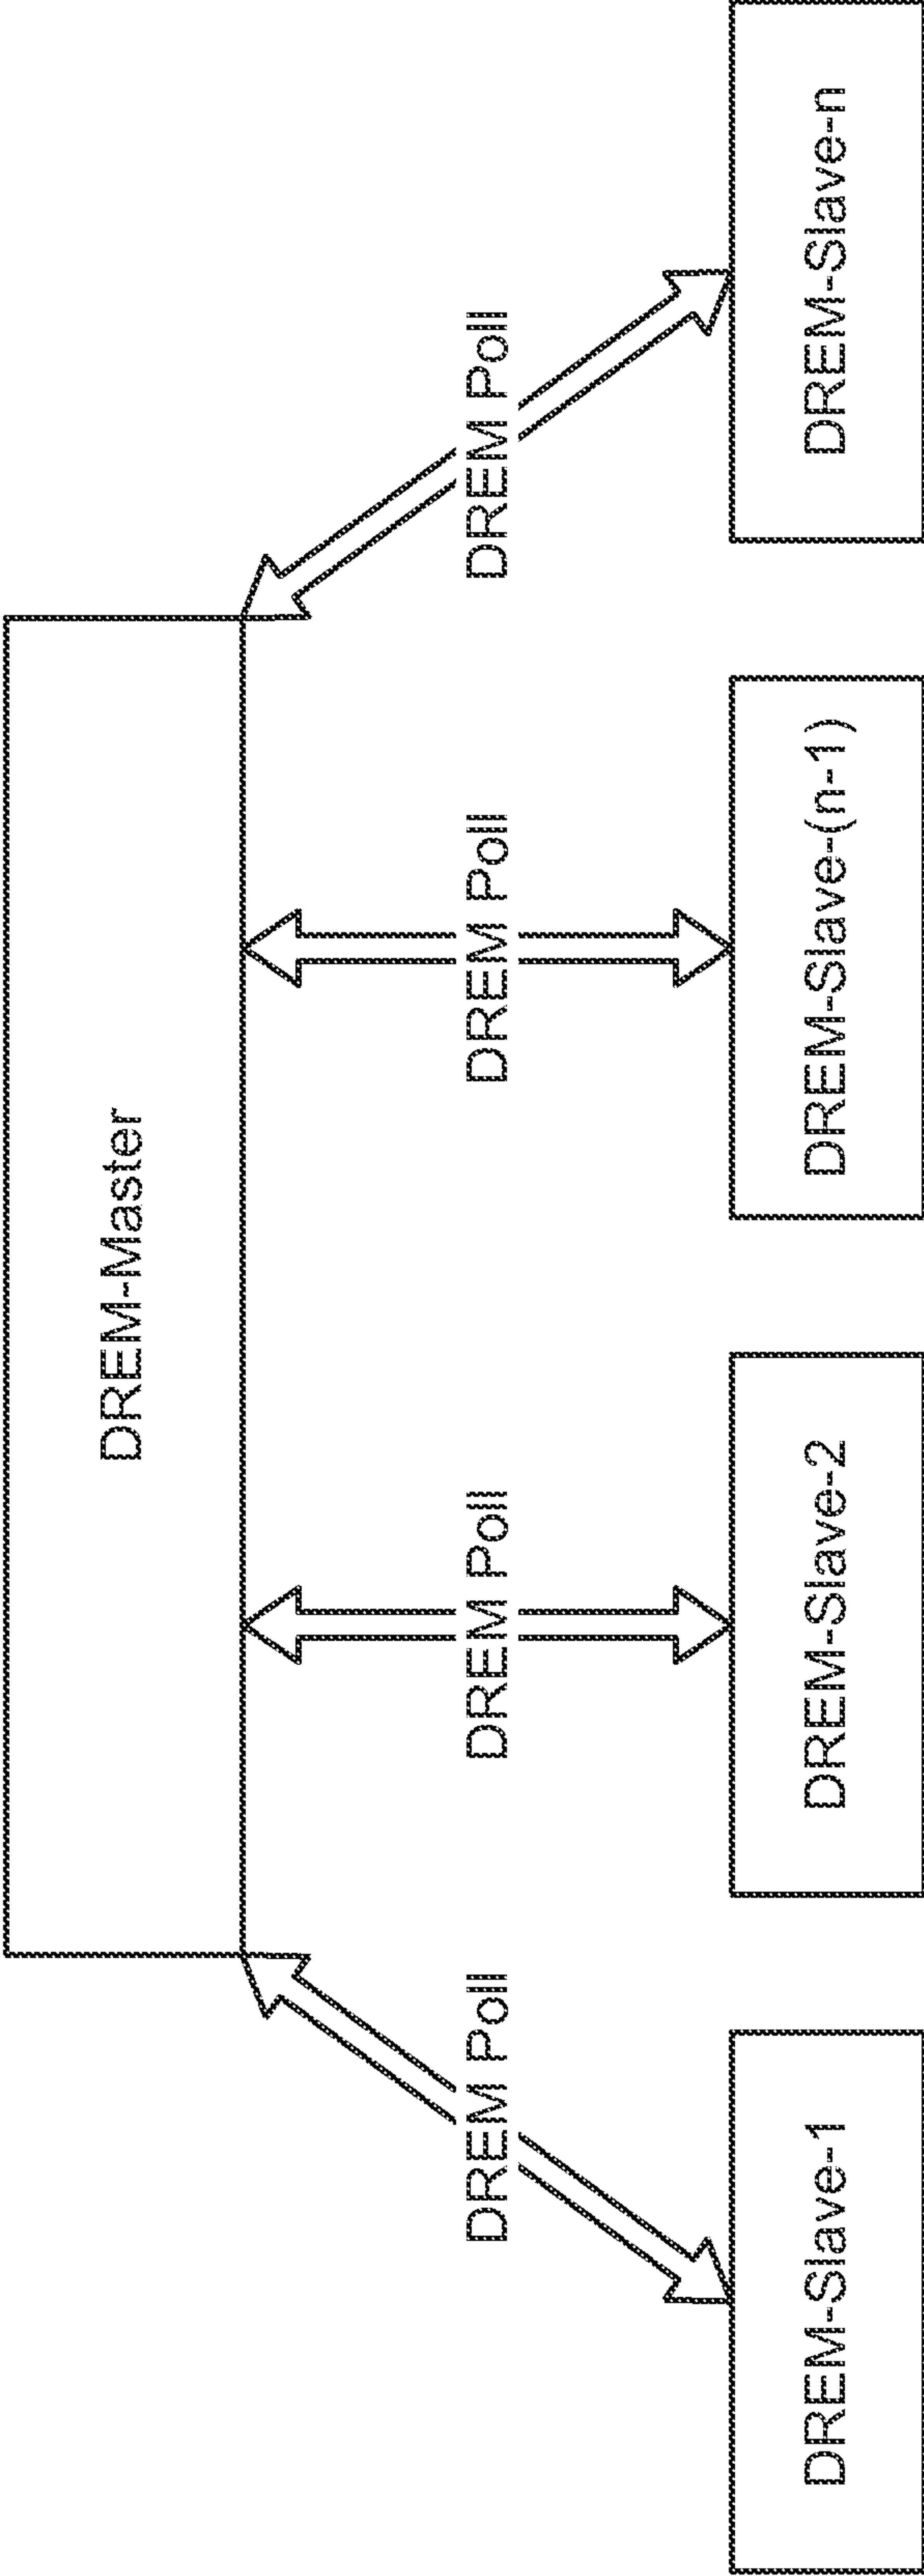 DREM-Master
DREM Poll
DREM Poll
DREM Poll
DREM Poll
DREM-Slave-1
DREM-Slave-2
DREM-Slave-(n-1)
DREM-Slave-n